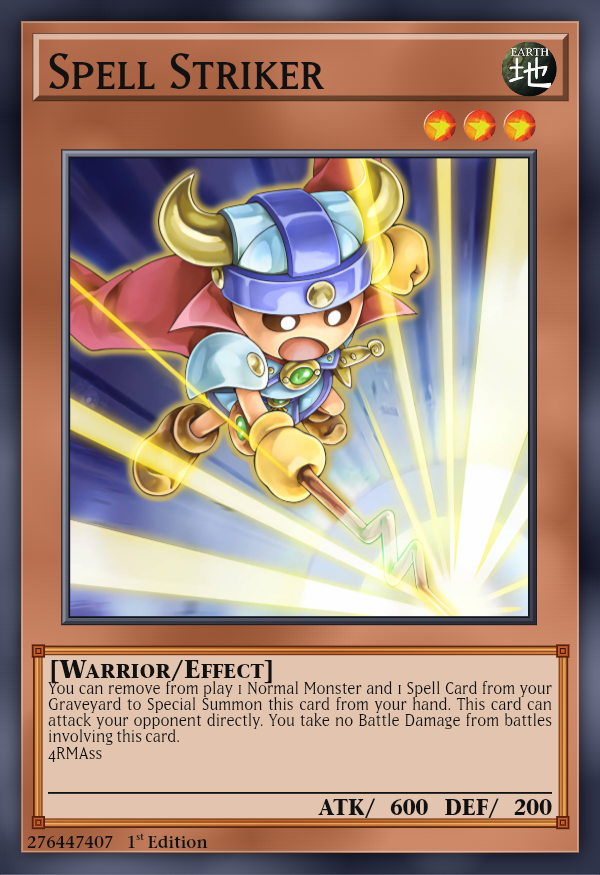 Spell Striker
EARTH
地
[Warrior/Effect]
You can remove from play 1 Normal Monster and 1 Spell Card from your
Graveyard to Special Summon this card from your hand. This card can
attack your opponent directly. You take no Battle Damage from battles
involving this card.
4RMAss
ATK/ 600 DEF/ 200
276447407 1st Edition